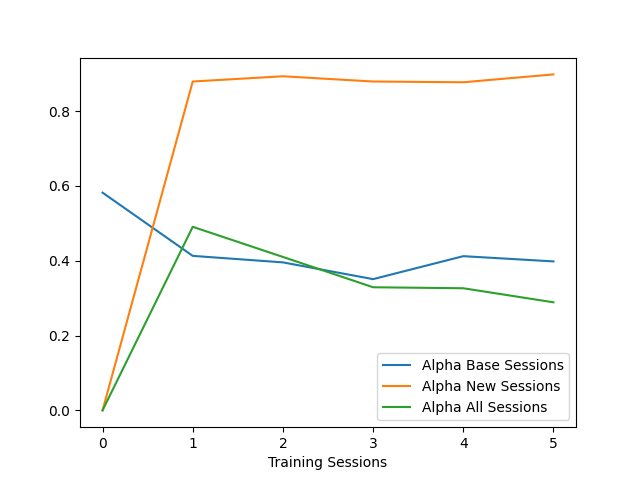 0.8
0.6
0.4
0.2
0.0
Alpha Base Sessions
Alpha New Sessions
Alpha All Sessions
0 1 2 3 4 5
Training Sessions